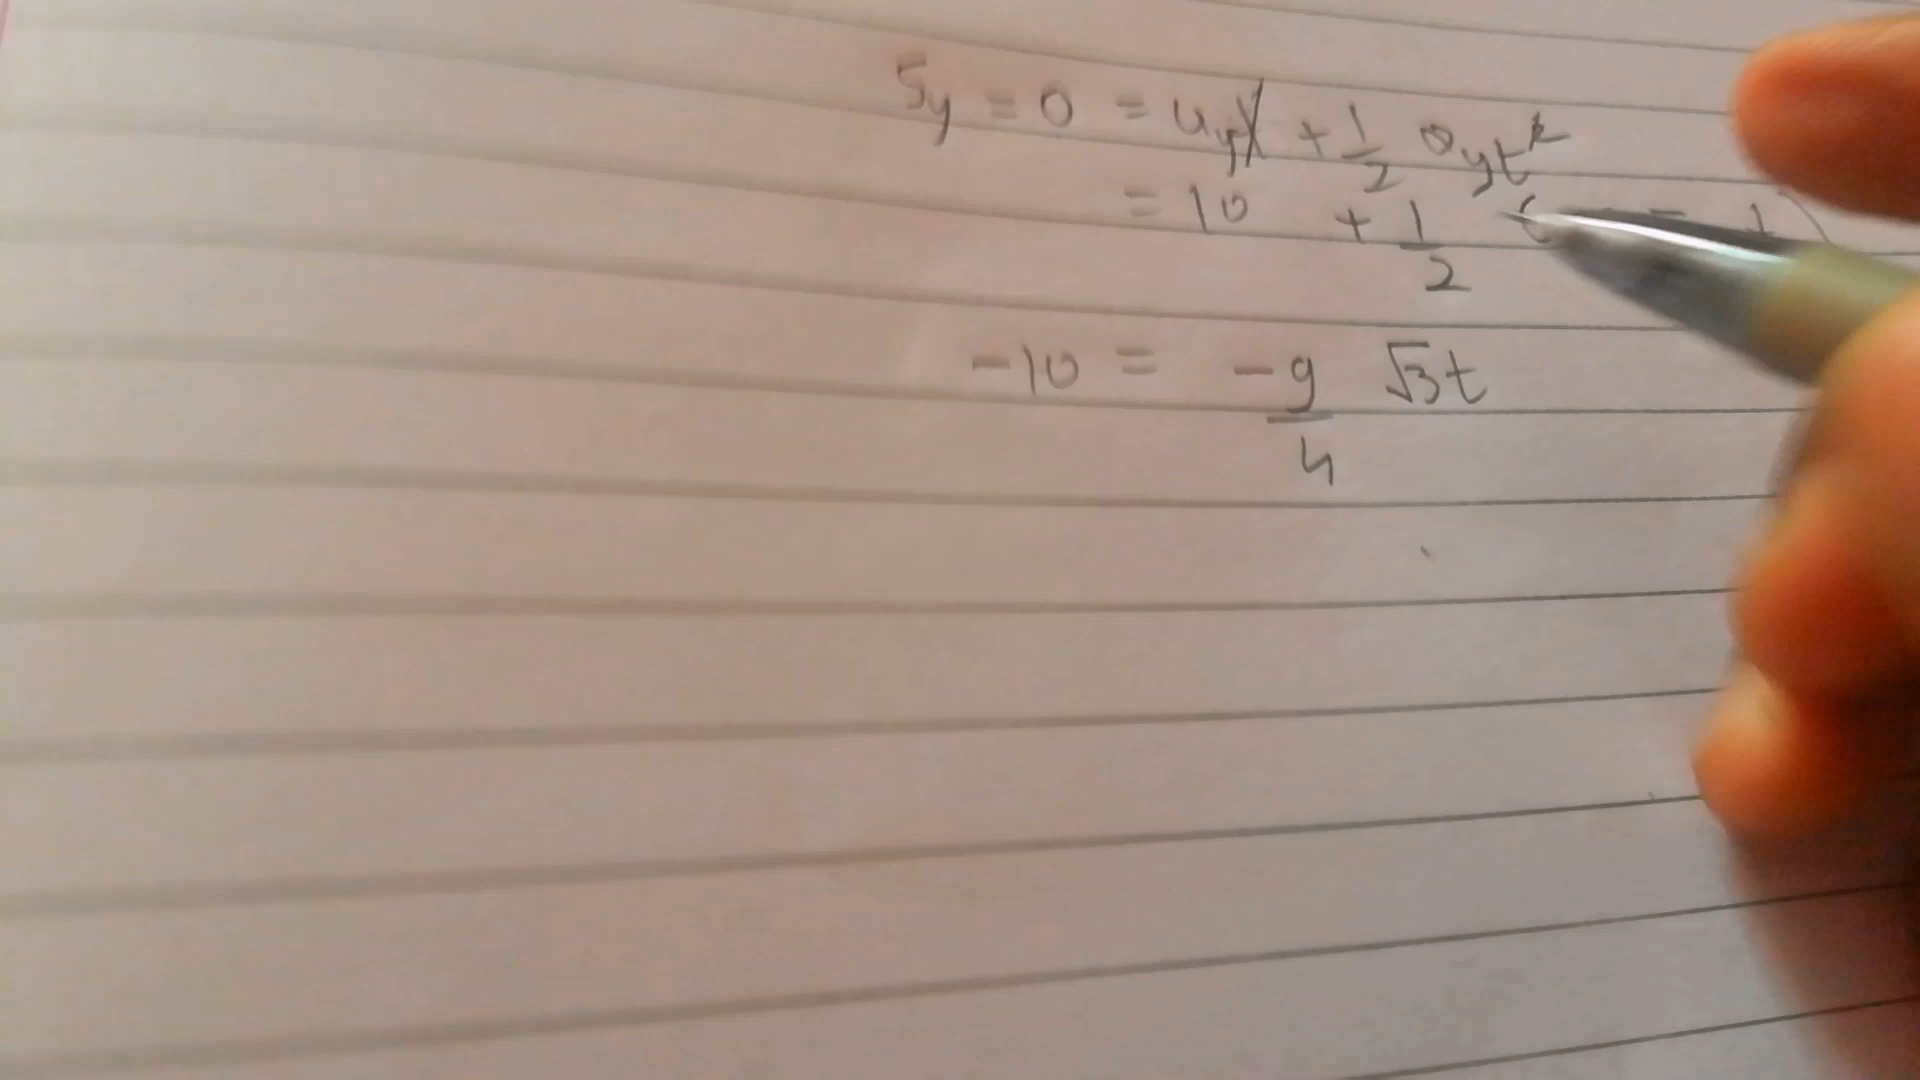 Sy = 0 = uyt + 1/2 ayt²
= 10 + 1/2
-10 = -g/4 √3t